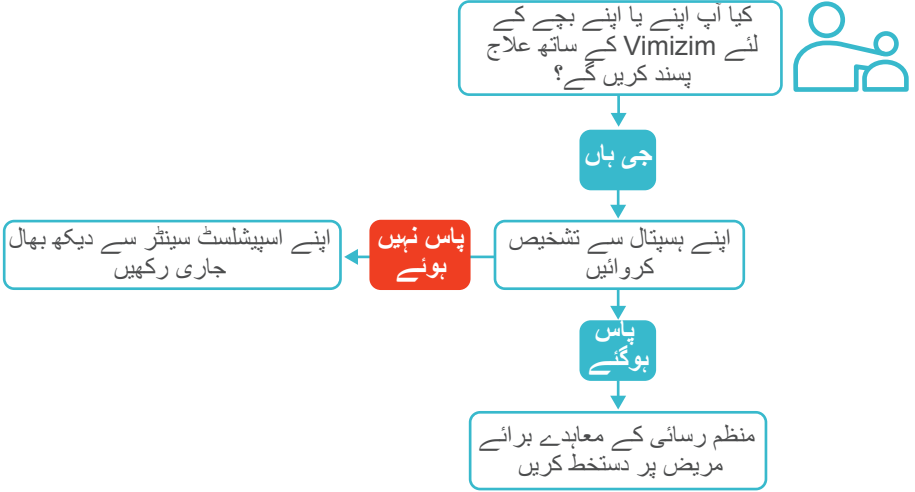 کیا آپ اپنے یا اپنے بچے کے
لئے Vimizim کے ساتھ علاج
پسند کریں گے؟
جی ہاں
اپنے ہسپتال سے تشخیص
کروائیں
پاس نہیں
ہوئے
اپنے اسپیشلسٹ سینٹر سے دیکھ بھال
جاری رکھیں
پاس
ہوگئے
منظم رسائی کے معاہدے برائے
مریض پر دستخط کریں